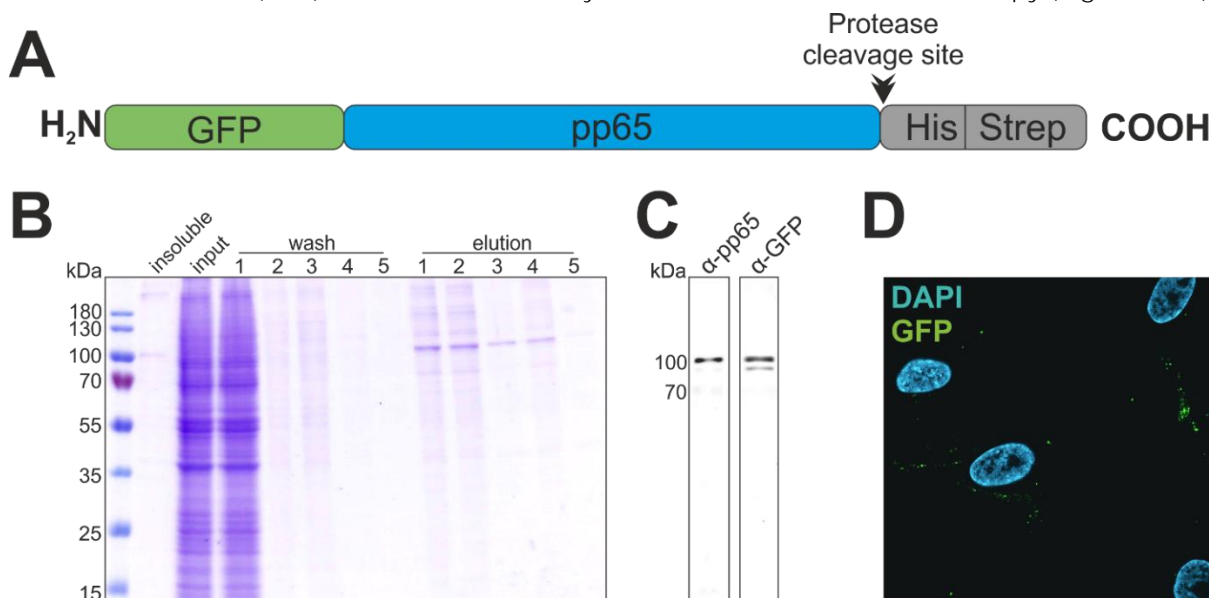 A
Protease
cleavage site
H₂N GFP pp65 His Strep COOH
B
insoluble input wash elution
kDa 1 2 3 4 5 1 2 3 4 5
180
130
100
70
55
35
25
15
C
α-pp65 α-GFP
kDa
100
70
D
DAPI
GFP